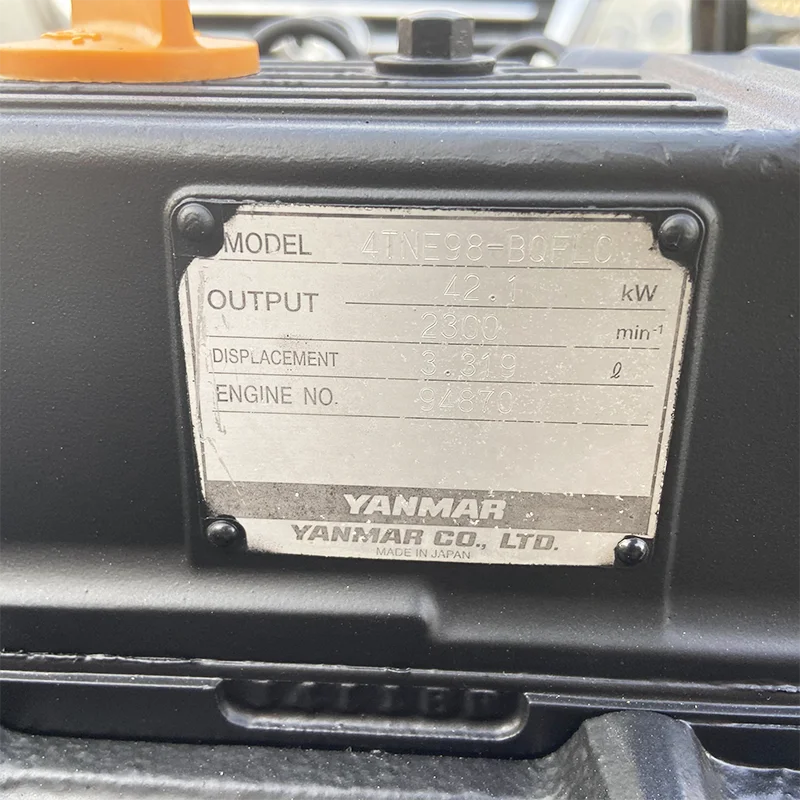 MODEL 4TNE98-BQFLC
OUTPUT 42.1 kW
2300 min-1
DISPLACEMENT 3.319 ℓ
ENGINE NO. 94870
YANMAR
YANMAR CO., LTD.
MADE IN JAPAN